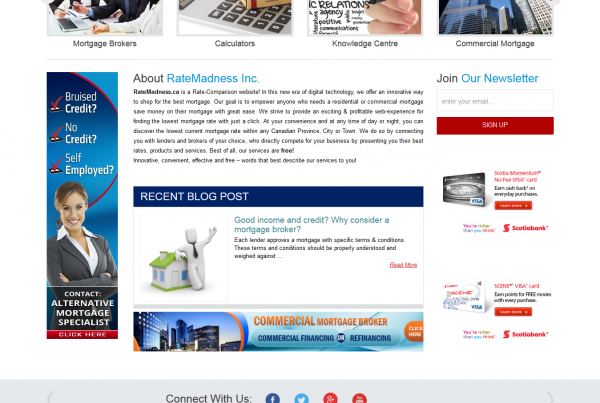 IC RELATIONS
agency
positive
communications
Mortgage Brokers
Calculators
Knowledge Centre
Commercial Mortgage
Bruised
Credit?
No
Credit?
Self
Employed?
CONTACT:
ALTERNATIVE
MORTGAGE
SPECIALIST
CLICK HERE
About RateMadness Inc.
RateMadness.ca is a Rate-Comparison website! In this new era of digital technology, we offer an innovative way
to shop for the best mortgage. Our goal is to empower anyone who needs a residential or commercial mortgage
save money on their mortgage with great ease. We strive to provide an exciting & profitable web-experience for
finding the lowest mortgage rate with just a click. At your convenience and at any time of day or night, you can
discover the lowest current mortgage rate within any Canadian Province, City or Town. We do so by connecting
you with lenders and brokers of your choice, who directly compete for your business by presenting you their best
rates, products and services. Best of all, our services are free!
Innovative, convenient, effective and free – words that best describe our services to you!
RECENT BLOG POST
Good income and credit? Why consider a
mortgage broker?
Each lender approves a mortgage with specific terms & conditions.
These terms and conditions should be properly understood and
weighed against ...
Read More
COMMERCIAL MORTGAGE BROKER
COMMERCIAL FINANCING OR REFINANCING
CLICK
HERE
Join Our Newsletter
enter your email...
SIGN UP
Scotia Momentum®
No-Fee VISA* card
Earn cash back† on
everyday purchases.
Learn more
VISA
You're richer
than you think.®
Scotiabank®
SCENE®* VISA* card
Earn points for FREE movies
with every purchase.
Learn more
SCENE
VISA
You're richer
than you think.®
Scotiabank®
Connect With Us: